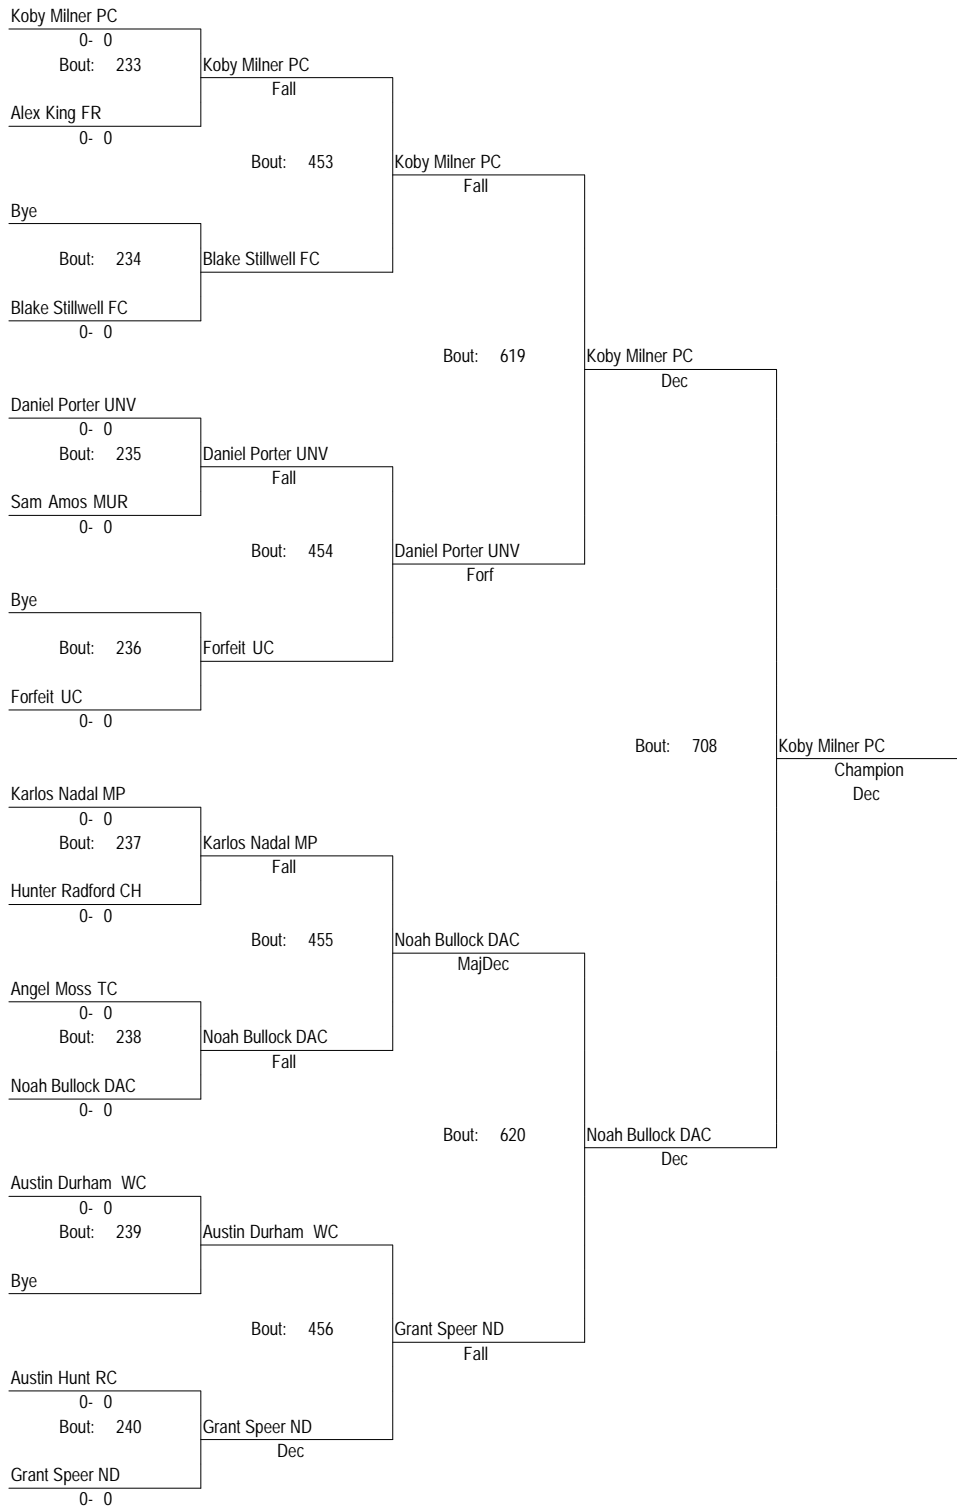 Koby Milner PC
0- 0
Bout: 233 Koby Milner PC
Fall
Alex King FR
0- 0
Bout: 453 Koby Milner PC
Fall
Bye
Bout: 234 Blake Stillwell FC
Blake Stillwell FC
0- 0
Bout: 619 Koby Milner PC
Dec
Daniel Porter UNV
0- 0
Bout: 235 Daniel Porter UNV
Fall
Sam Amos MUR
0- 0
Bout: 454 Daniel Porter UNV
Forf
Bye
Bout: 236 Forfeit UC
Forfeit UC
0- 0
Bout: 708 Koby Milner PC
Champion
Dec
Karlos Nadal MP
0- 0
Bout: 237 Karlos Nadal MP
Fall
Hunter Radford CH
0- 0
Bout: 455 Noah Bullock DAC
MajDec
Angel Moss TC
0- 0
Bout: 238 Noah Bullock DAC
Fall
Noah Bullock DAC
0- 0
Bout: 620 Noah Bullock DAC
Dec
Austin Durham WC
0- 0
Bout: 239 Austin Durham WC
Bye
Bout: 456 Grant Speer ND
Fall
Austin Hunt RC
0- 0
Bout: 240 Grant Speer ND
Dec
Grant Speer ND
0- 0